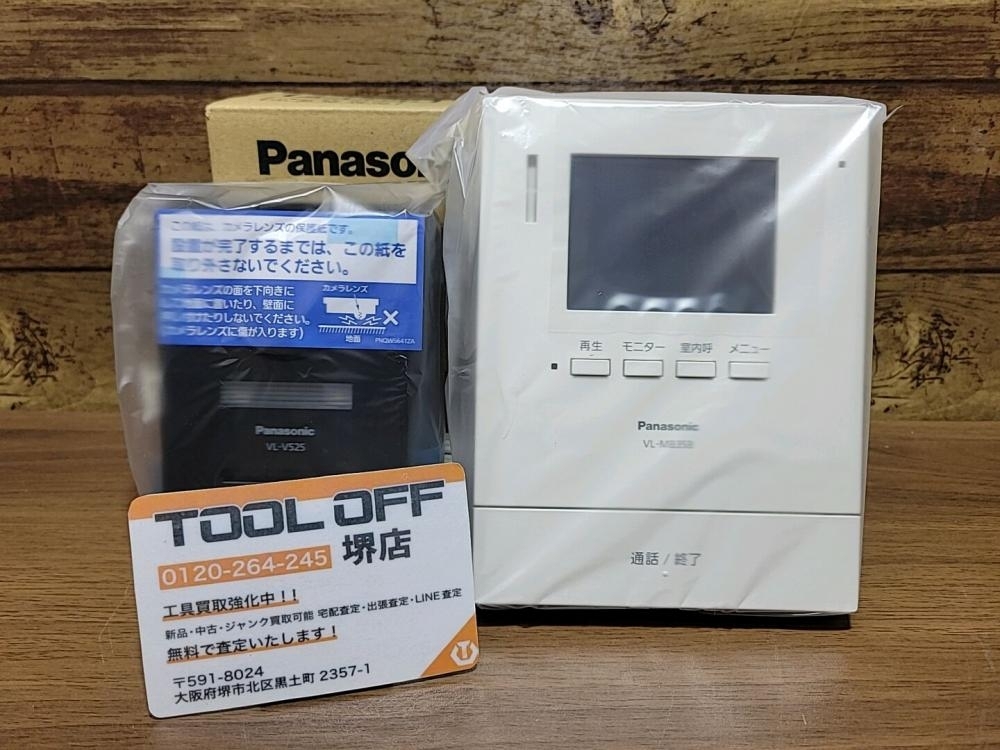 Panaso
この紙は、カメラレンズの保護紙です。
設置が完了するまでは、この紙を
取り外さないでください。
カメラレンズの面を下向きに
カメラレンズ
いたり、壁面に
たりしないでください。
カメラレンズに傷が入ります)
地面
PNQW5641ZA
Panasonic
VL-V525
再生
モニター
室内呼
メニュー
Panasonic
通話 / 終了
TOOL OFF
堺店
0120-264-245
工具買取強化中!!
新品・中古・ジャンク買取可能 宅配査定・出張査定・LINE査定
無料で査定いたします!
〒591-8024
大阪府堺市北区黒土町 2357-1